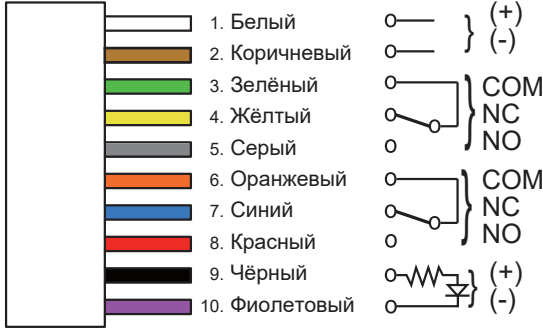 1. Белый (+)
2. Коричневый (-)
3. Зелёный COM
4. Жёлтый NC
5. Серый NO
6. Оранжевый COM
7. Синий NC
8. Красный NO
9. Чёрный (+)
10. Фиолетовый (-)